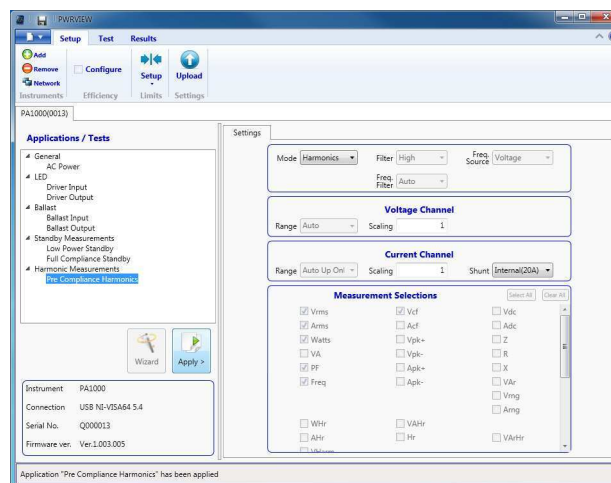 PWRVIEW
Setup Test Results
Add
Remove
Network
Configure
Setup
Upload
Instruments Efficiency Limits Settings
PA1000(0013)
Applications / Tests
General
AC Power
LED
Driver Input
Driver Output
Ballast
Ballast Input
Ballast Output
Standby Measurements
Low Power Standby
Full Compliance Standby
Harmonic Measurements
Pre Compliance Harmonics
Wizard Apply >
Instrument PA1000
Connection USB NI-VISA64 5.4
Serial No. Q000013
Firmware ver. Ver.1.003.005
Settings
Mode Harmonics Filter High Freq. Source Voltage
Freq. Filter Auto
Voltage Channel
Range Auto Scaling 1
Current Channel
Range Auto Up Onl Scaling 1 Shunt Internal(20A)
Measurement Selections Select All Clear All
Vrms Vcf Vdc
Arms Acf Adc
Watts Vpk+ Z
VA Vpk- R
PF Apk+ X
Freq Apk- VAr
Vrng
Arng
WHr VAHr
AHr Hr VArHr
VHarm
Application "Pre Compliance Harmonics" has been applied